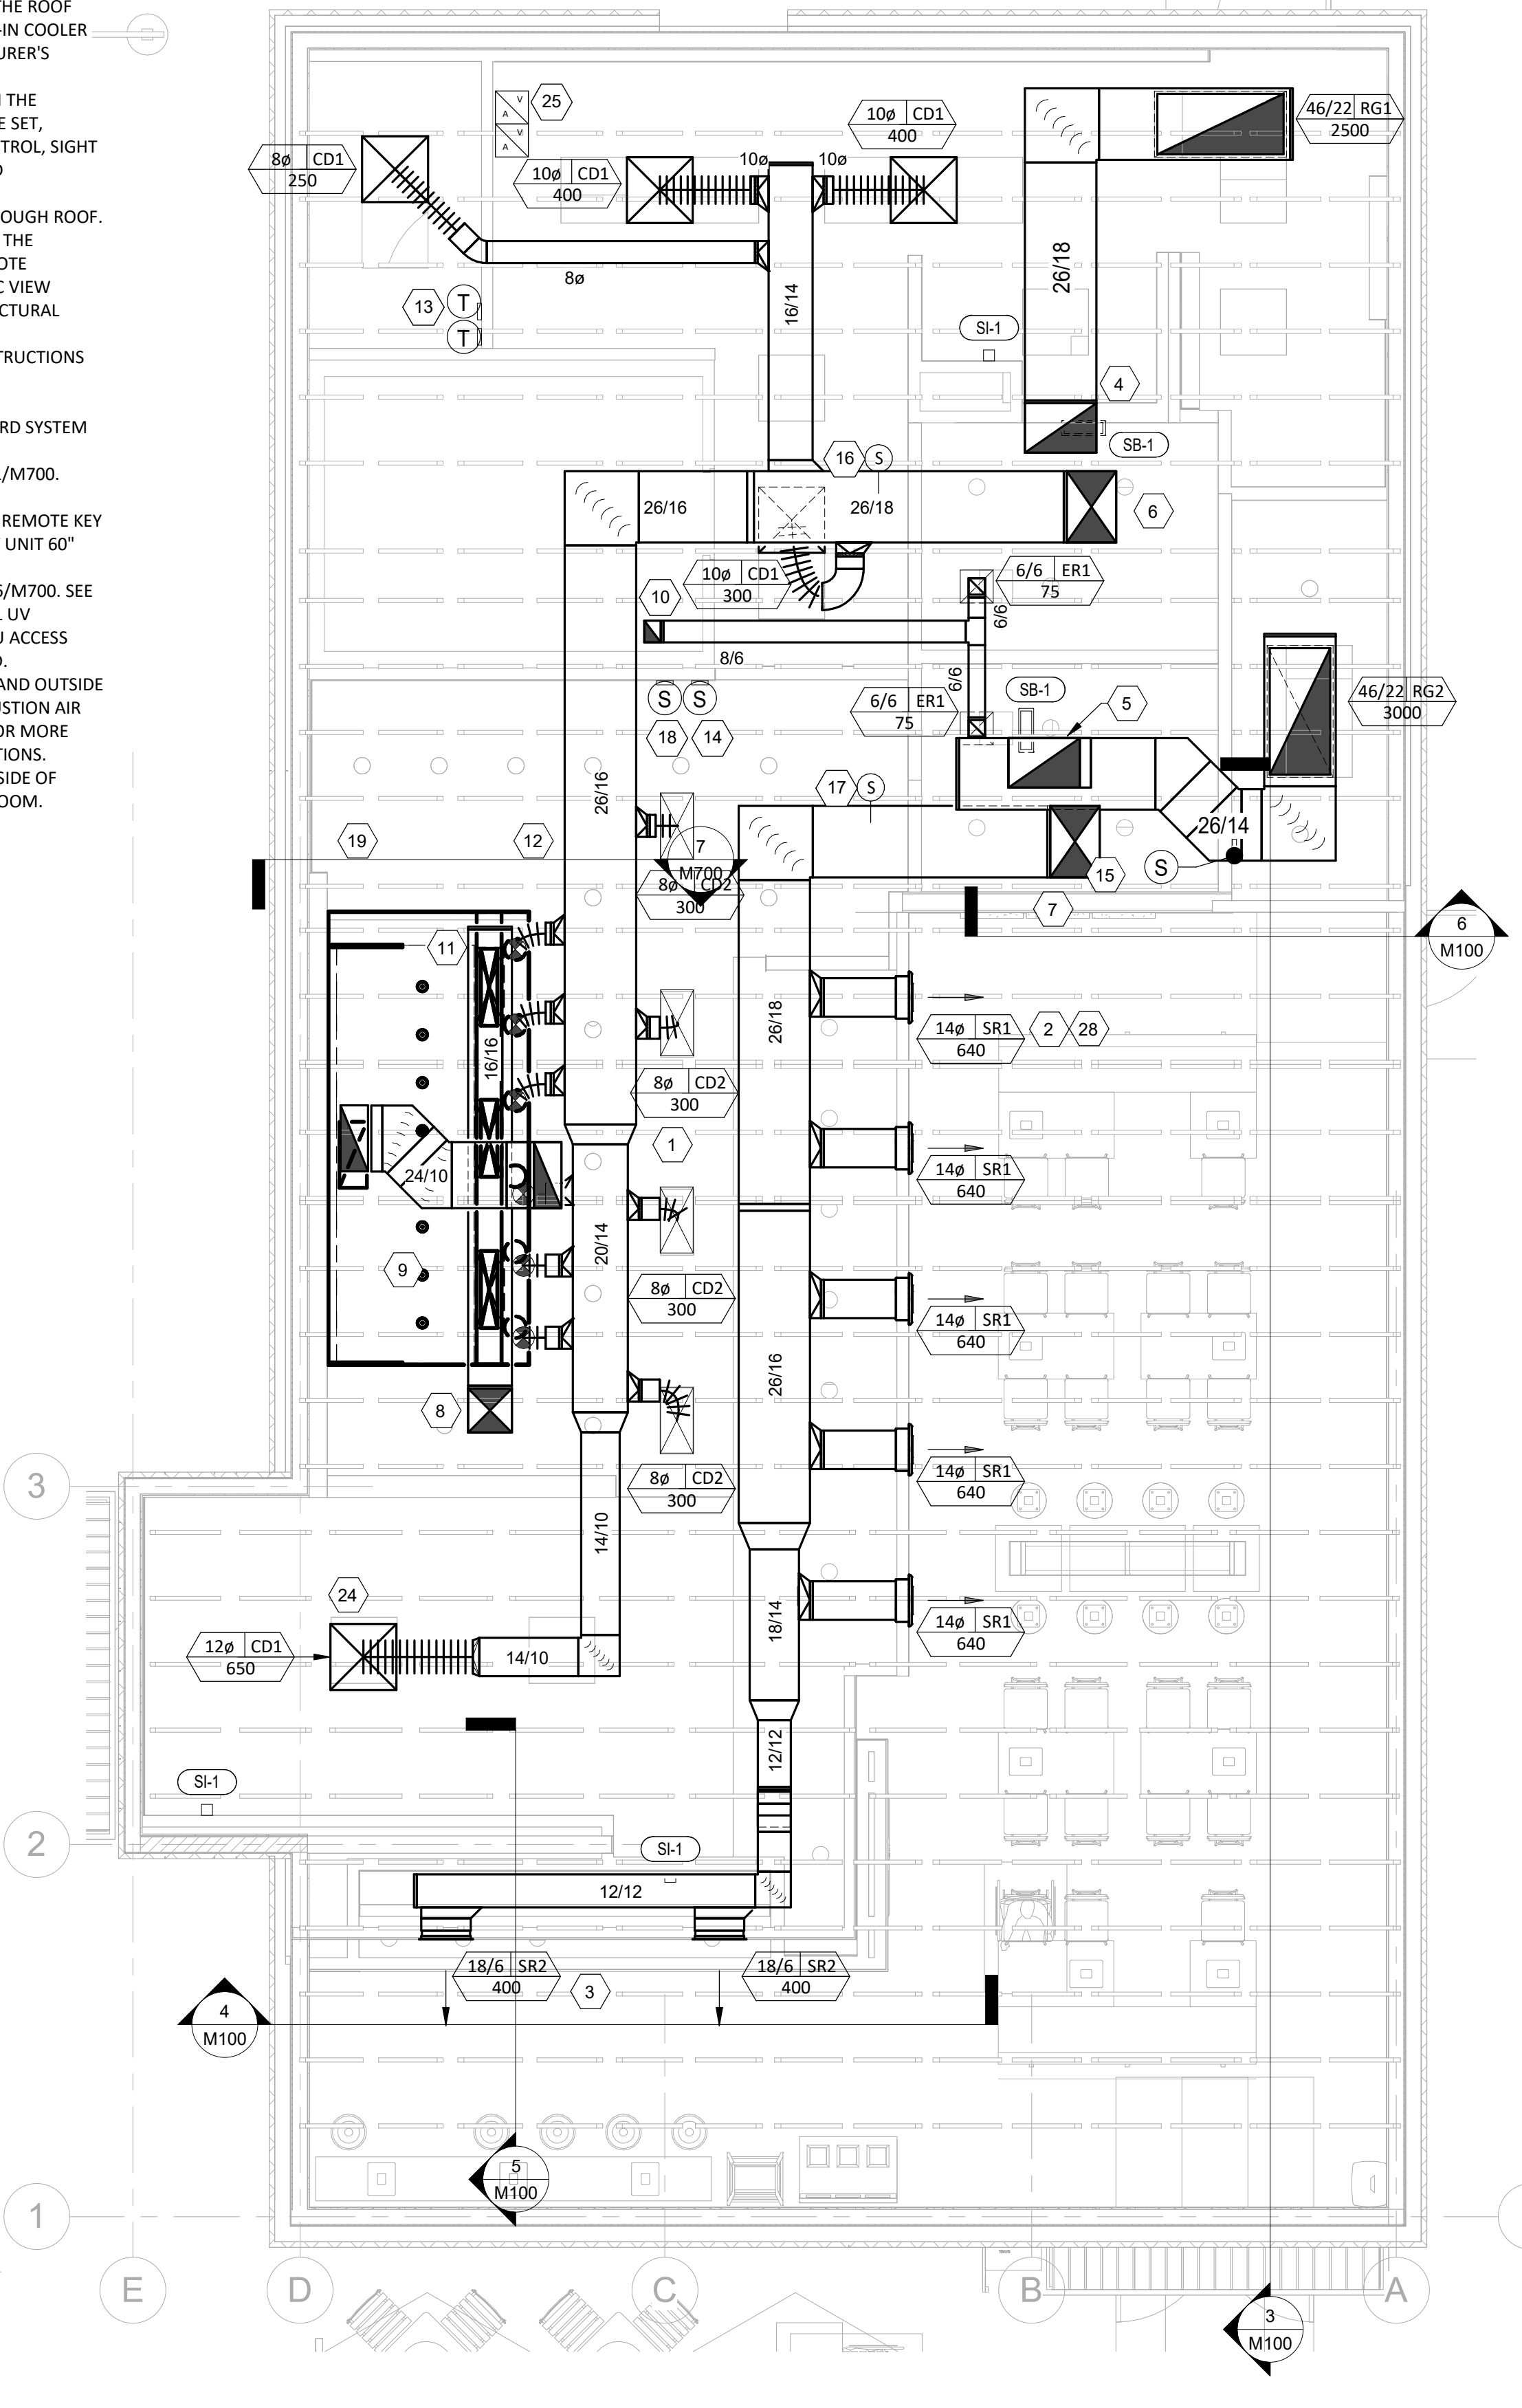 THE ROOF
-IN COOLER
URER'S
N THE
E SET,
TROL, SIGHT
D
OUGH ROOF.
THE
OTE
C VIEW
CTURAL
TRUCTIONS
RD SYSTEM
/M700.
REMOTE KEY
UNIT 60"
6/M700. SEE
UV
U ACCESS
AND OUTSIDE
USTION AIR
OR MORE
TIONS.
SIDE OF
OOM.
V
A
V
A
25
10ø CD1
400
46/22 RG1
2500
8ø CD1
250
10ø CD1
400
10ø
10ø
8ø
16/14
26/18
13
T
T
SI-1
4
SB-1
16
S
26/16
26/18
6
10ø CD1
300
6/6 ER1
75
10
6/6
8/6
6/6
6/6 ER1
75
SB-1
5
46/22 RG2
3000
S
S
18
14
26/16
17
S
26/14
S
19
12
7
M700
8ø CD2
300
15
7
6
M100
11
16/16
26/18
14ø SR1
640
2
28
8ø CD2
300
1
14ø SR1
640
24/10
20/14
9
8ø CD2
300
14ø SR1
640
26/16
8
8ø CD2
300
14ø SR1
640
3
14/10
24
12ø CD1
650
14/10
18/14
14ø SR1
640
12/12
SI-1
2
SI-1
12/12
18/6 SR2
400
3
18/6 SR2
400
4
M100
5
M100
1
E
D
C
B
A
3
M100